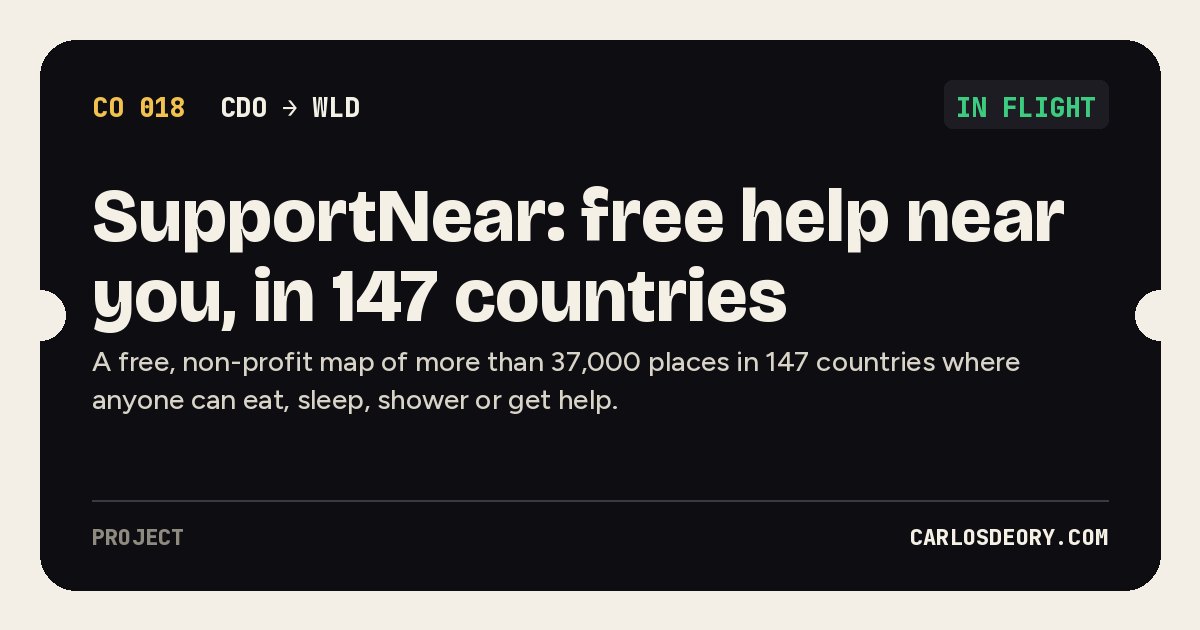 CO 018 CDO → WLD IN FLIGHT
SupportNear: free help near
you, in 147 countries
A free, non-profit map of more than 37,000 places in 147 countries where
anyone can eat, sleep, shower or get help.
PROJECT CARLOSDEORY.COM